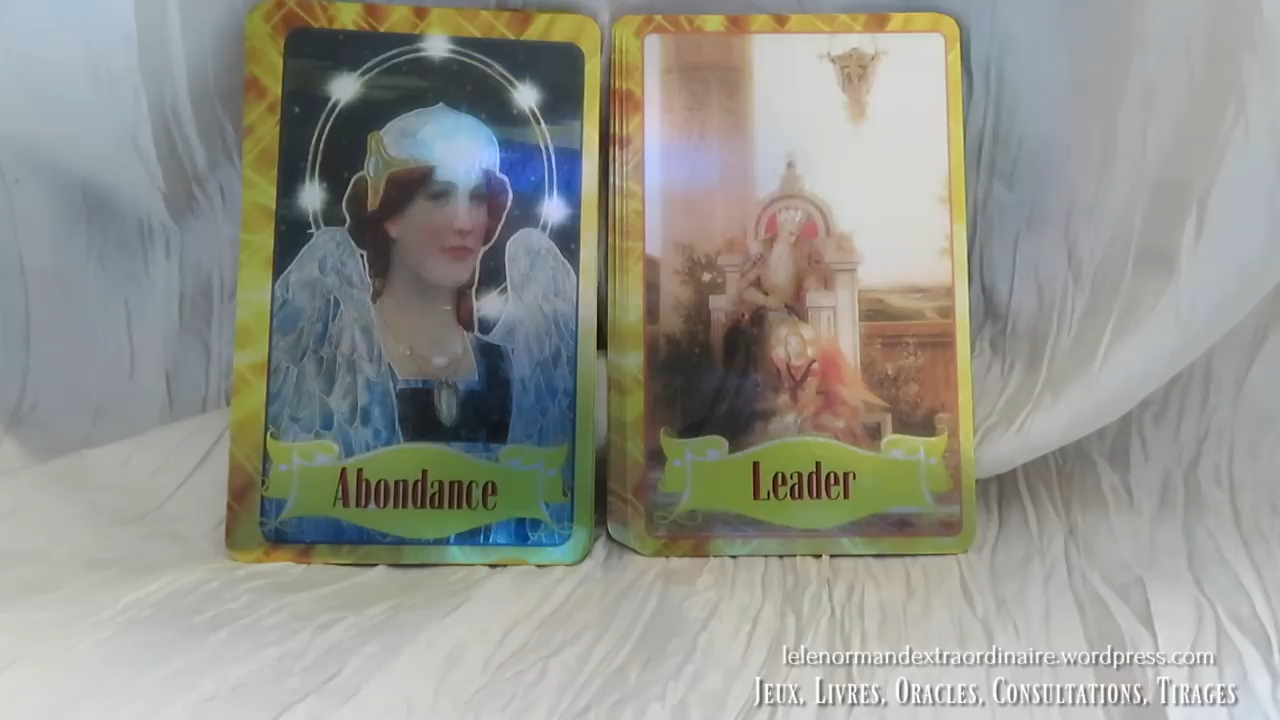 Abondance
Leader
lelenormandextraordinaire.wordpress.com
Jeux, Livres, Oracles, Consultations, Tirages